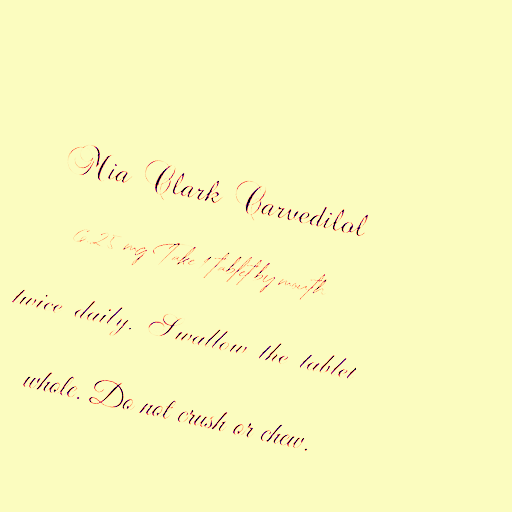 Mia Clark Carvedilol
6.25 mg Take 1 tablet by mouth
twice daily. Swallow the tablet
whole. Do not crush or chew.